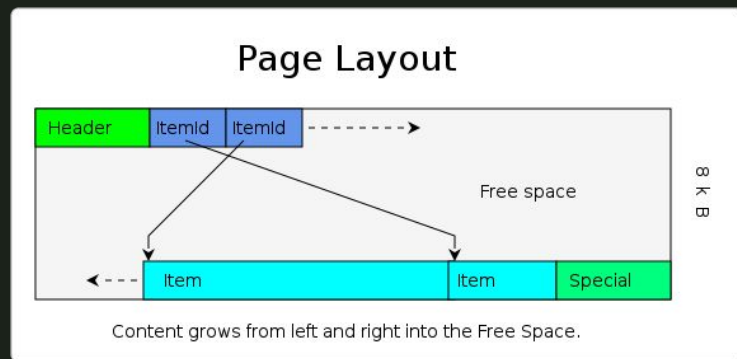 Page Layout
Header ItemId ItemId
Free space
8 kB
Item Item Special
Content grows from left and right into the Free Space.